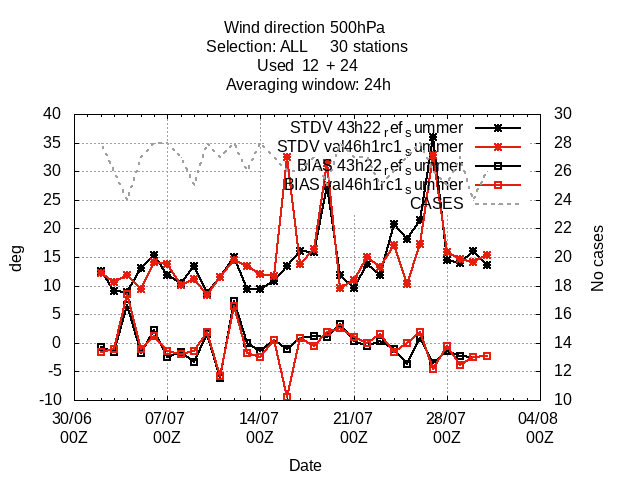 Wind direction 500hPa
Selection: ALL 30 stations
Used 12 + 24
Averaging window: 24h
STDV 43h22_ref_summer
STDV val46h1rc1_summer
BIAS 43h22_ref_summer
BIAS val46h1rc1_summer
CASES
deg
40
35
30
25
20
15
10
5
0
-5
-10
No cases
30
28
26
24
22
20
18
16
14
12
10
30/06 07/07 14/07 21/07 28/07 04/08
00Z 00Z 00Z 00Z 00Z 00Z
Date